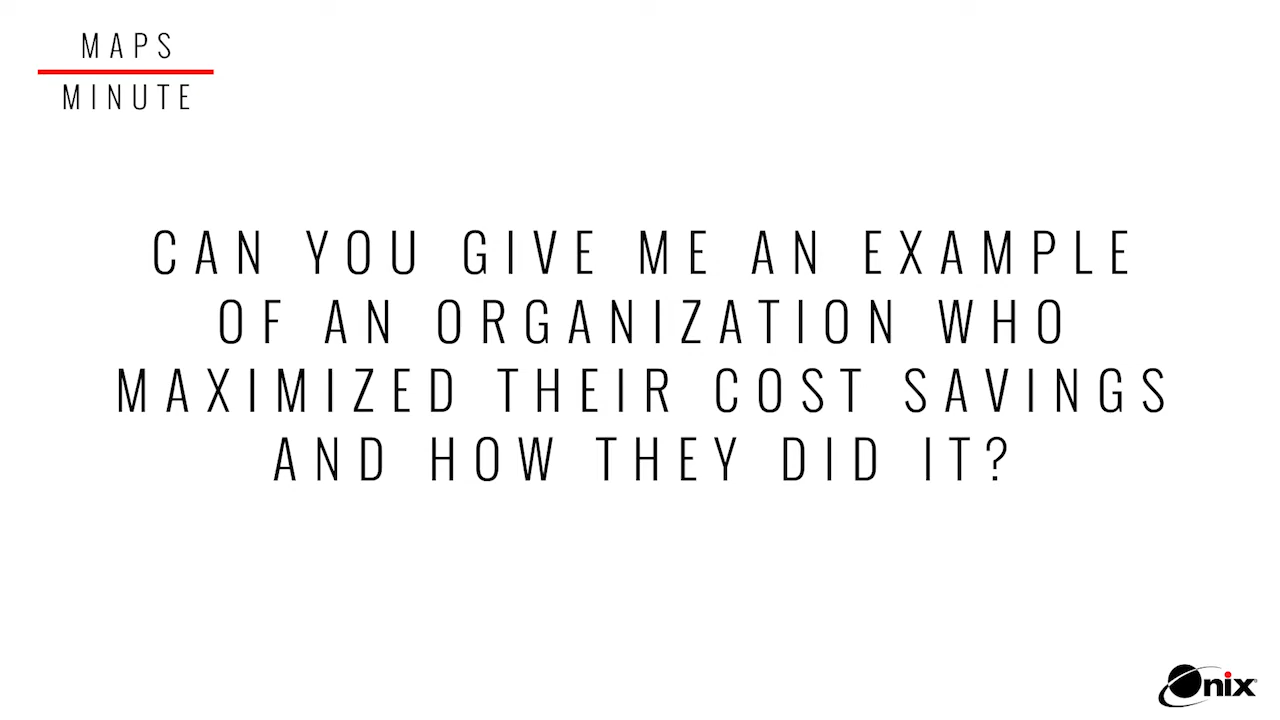 MAPS
MINUTE
CAN YOU GIVE ME AN EXAMPLE
OF AN ORGANIZATION WHO
MAXIMIZED THEIR COST SAVINGS
AND HOW THEY DID IT?
Onix